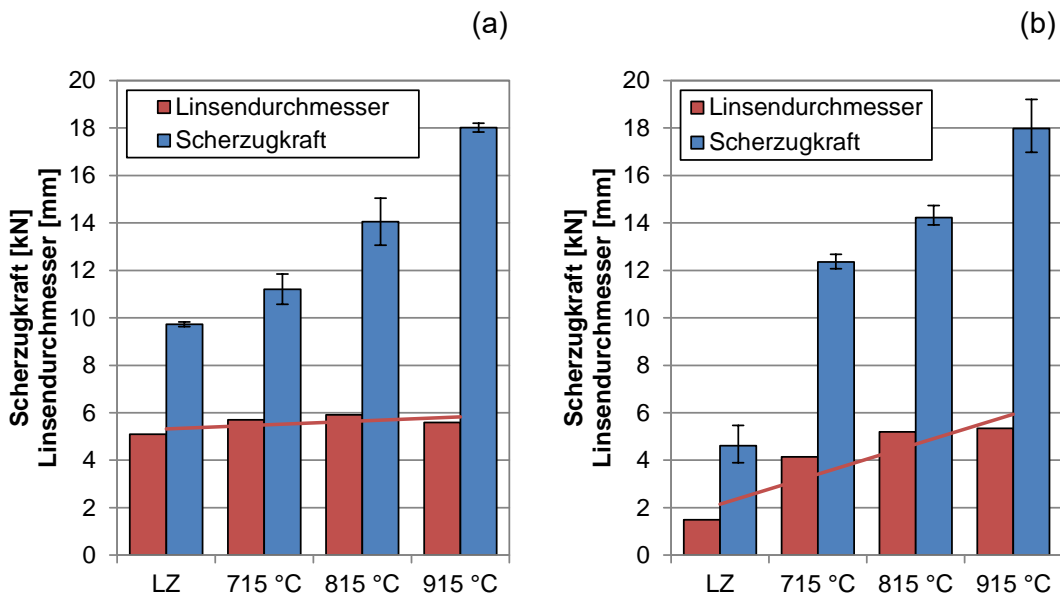 (a)
Scherzugkraft [kN]
Linsendurchmesser [mm]
20
18
16
14
12
10
8
6
4
2
0
Linsendurchmesser
Scherzugkraft
LZ 715 °C 815 °C 915 °C
(b)
Scherzugkraft [kN]
Linsendurchmesser [mm]
20
18
16
14
12
10
8
6
4
2
0
Linsendurchmesser
Scherzugkraft
LZ 715 °C 815 °C 915 °C